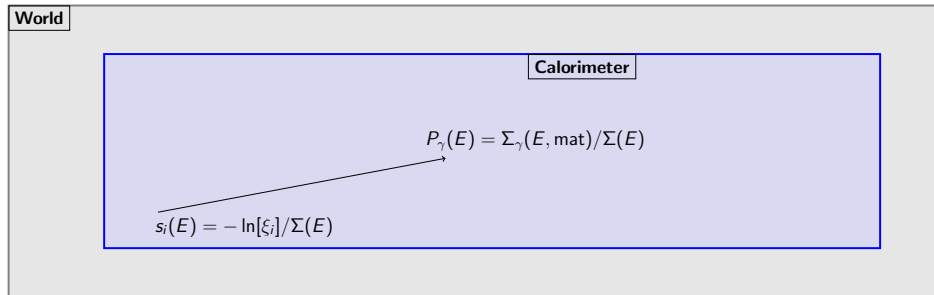 World
Calorimeter
P_γ(E) = Σ_γ(E, mat)/Σ(E)
s_i(E) = − ln[ξ_i]/Σ(E)